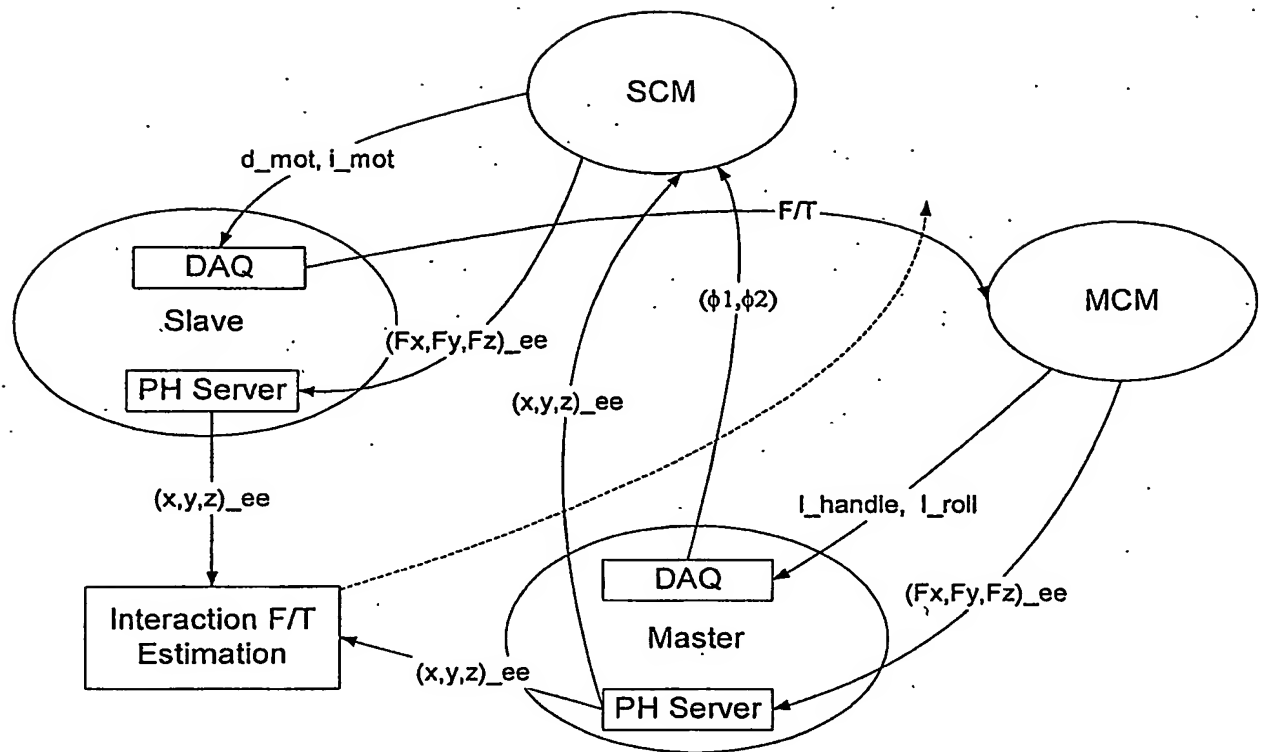 SCM
d_mot, i_mot
F/T
DAQ
(ϕ1,ϕ2)
MCM
Slave
(Fx,Fy,Fz)_ee
PH Server
(x,y,z)_ee
(x,y,z)_ee
I_handle, I_roll
DAQ
(Fx,Fy,Fz)_ee
Interaction F/T
Estimation
Master
(x,y,z)_ee
PH Server